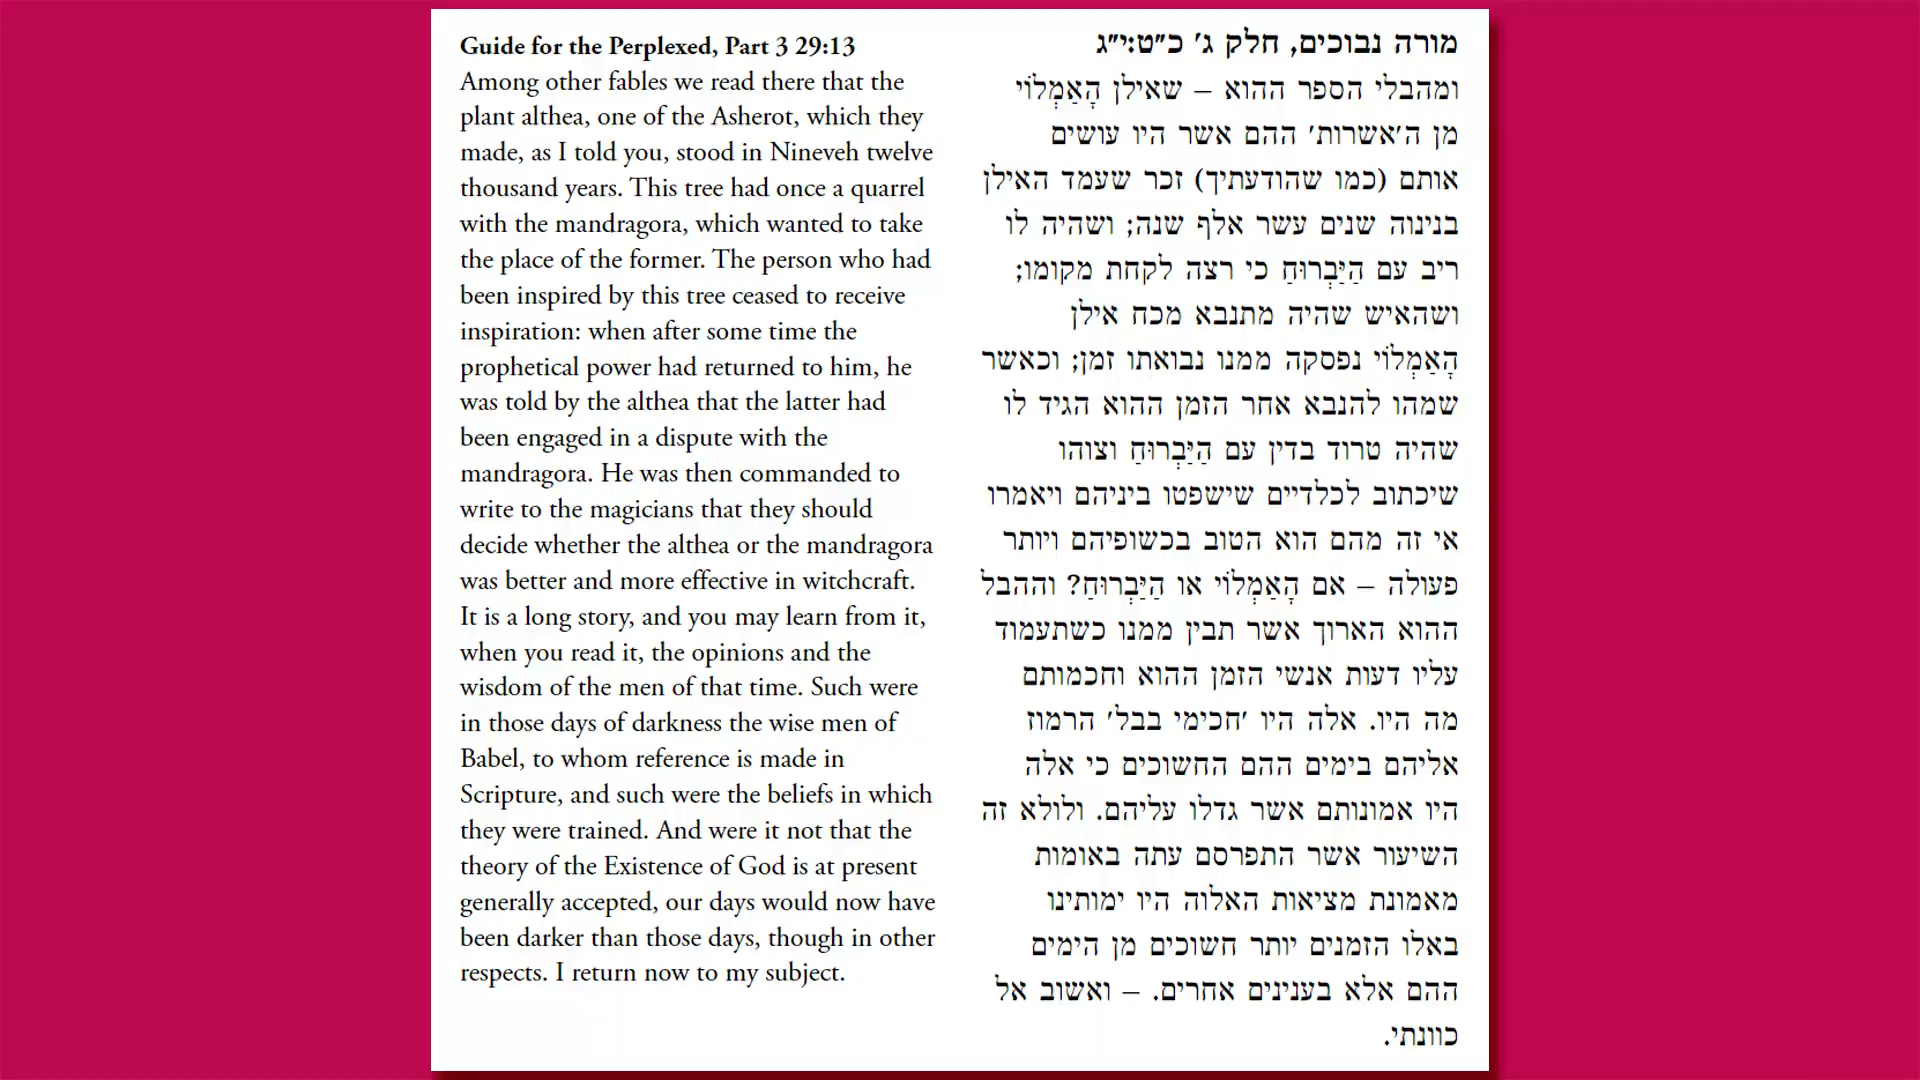 Guide for the Perplexed, Part 3 29:13
Among other fables we read there that the
plant althea, one of the Asherot, which they
made, as I told you, stood in Nineveh twelve
thousand years. This tree had once a quarrel
with the mandragora, which wanted to take
the place of the former. The person who had
been inspired by this tree ceased to receive
inspiration: when after some time the
prophetical power had returned to him, he
was told by the althea that the latter had
been engaged in a dispute with the
mandragora. He was then commanded to
write to the magicians that they should
decide whether the althea or the mandragora
was better and more effective in witchcraft.
It is a long story, and you may learn from it,
when you read it, the opinions and the
wisdom of the men of that time. Such were
in those days of darkness the wise men of
Babel, to whom reference is made in
Scripture, and such were the beliefs in which
they were trained. And were it not that the
theory of the Existence of God is at present
generally accepted, our days would now have
been darker than those days, though in other
respects. I return now to my subject.
מורה נבוכים, חלק ג׳ כ״ט:י״ג
ומהבלי הספר ההוא – שאילן הָאַמְלוֹי
מן ה׳אשרות׳ ההם אשר היו עושים
אותם (כמו שהודעתיך) זכר שעמד האילן
בנינוה שנים עשר אלף שנה; ושהיה לו
ריב עם הַיַּבְרוּחַ כי רצה לקחת מקומו;
ושהאיש שהיה מתנבא מכח אילן
הָאַמְלוֹי נפסקה ממנו נבואתו זמן; וכאשר
שמהו להנבא אחר הזמן ההוא הגיד לו
שהיה טרוד בדין עם הַיַּבְרוּחַ וצוהו
שיכתוב לכלדיים שישפטו ביניהם ויאמרו
אי זה מהם הוא הטוב בכשופיהם ויותר
פעולה – אם הָאַמְלוֹי או הַיַּבְרוּחַ? וההבל
ההוא הארוך אשר תבין ממנו כשתעמוד
עליו דעות אנשי הזמן ההוא וחכמותם
מה היו. אלה היו ׳חכימי בבל׳ הרמוז
אליהם בימים ההם החשוכים כי אלה
היו אמונותם אשר גדלו עליהם. ולולא זה
השיעור אשר התפרסם עתה באומות
מאמונת מציאות האלוה היו ימותינו
באלו הזמנים יותר חשוכים מן הימים
ההם אלא בענינים אחרים. – ואשוב אל
כוונתי.